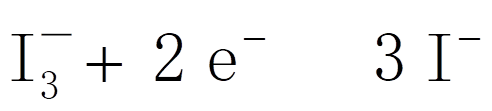 I₃⁻ + 2 e⁻ 3 I⁻